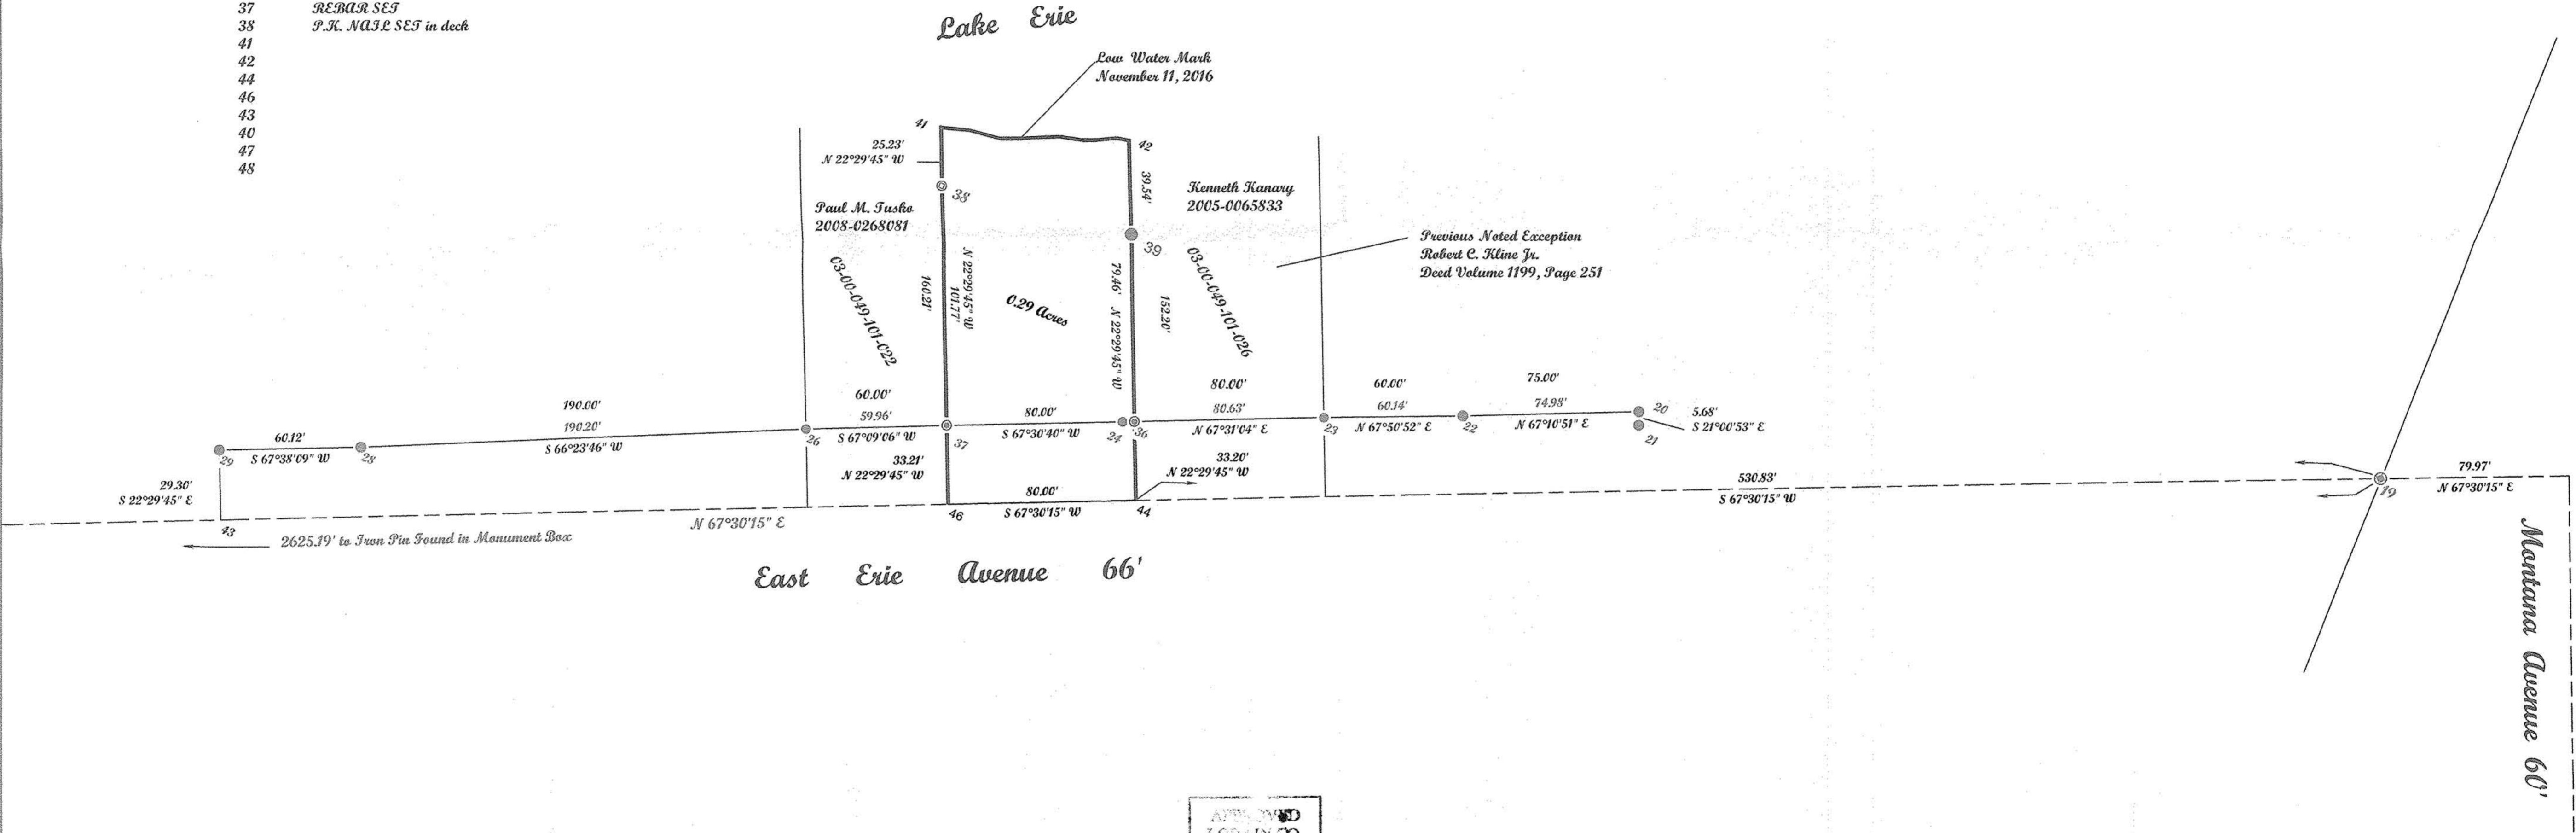 37 REBAR SET
38 P.K. NAIL SET in deck
41
42
44
46
43
40
47
48
Lake Erie
Low Water Mark
November 11, 2016
41
42
25.23'
N 22°29'45" W
38
39.54'
Kenneth Kanary
2005-0065833
Paul M. Tusko
2008-0268081
39
Previous Noted Exception
Robert C. Kline Jr.
Deed Volume 1199, Page 251
03-00-049-101-022
160.21'
N 22°29'45" W
101.77'
0.29 Acres
79.46' N 22°29'45" W
152.20'
03-00-049-101-026
60.12'
S 67°38'09" W
29
28
190.00'
190.20'
S 66°23'46" W
26
60.00'
59.96'
S 67°09'06" W
37
80.00'
S 67°30'40" W
24
36
80.00'
80.63'
N 67°31'04" E
23
60.00'
60.14'
N 67°50'52" E
22
75.00'
74.98'
N 67°10'51" E
20
21
5.68'
S 21°00'53" E
29.30'
S 22°29'45" E
33.21'
N 22°29'45" W
33.20'
N 22°29'45" W
80.00'
S 67°30'15" W
46
44
530.83'
S 67°30'15" W
19
79.97'
N 67°30'15" E
43
N 67°30'15" E
2625.19' to Iron Pin Found in Monument Box
East Erie Avenue 66'
Montana Avenue 60'
APPROVED